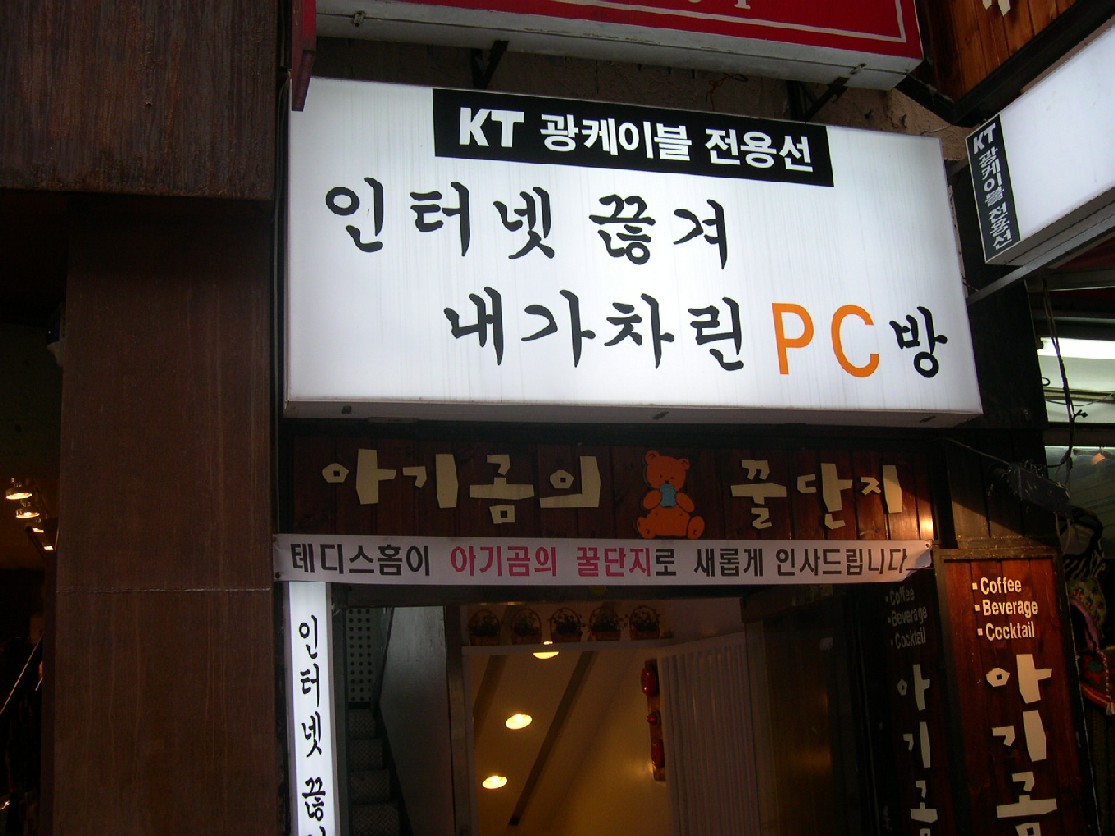 KT 광케이블 전용선
인터넷 끊겨
내가차린 PC방
KT 광케이블 전용선
아기곰의 꿀단지
테디스홈이 아기곰의 꿀단지로 새롭게 인사드립니다
인터넷 끊
Coffee
Beverage
Cocktail
아기곰
Coffee
Beverage
Cocktail
아기곰